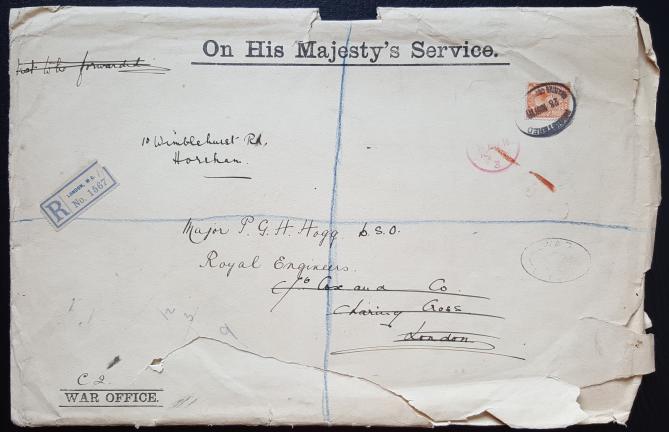 On His Majesty's Service.
not to be forwarded
10 Wimblehurst Rd,
Horsham.
LONDON, W.C.
R No. 1567
Major P. G. H. Hogg D.S.O.
Royal Engineers.
c/o Cox and Co
Charing Cross
London
C 2.
WAR OFFICE.
REGISTERED